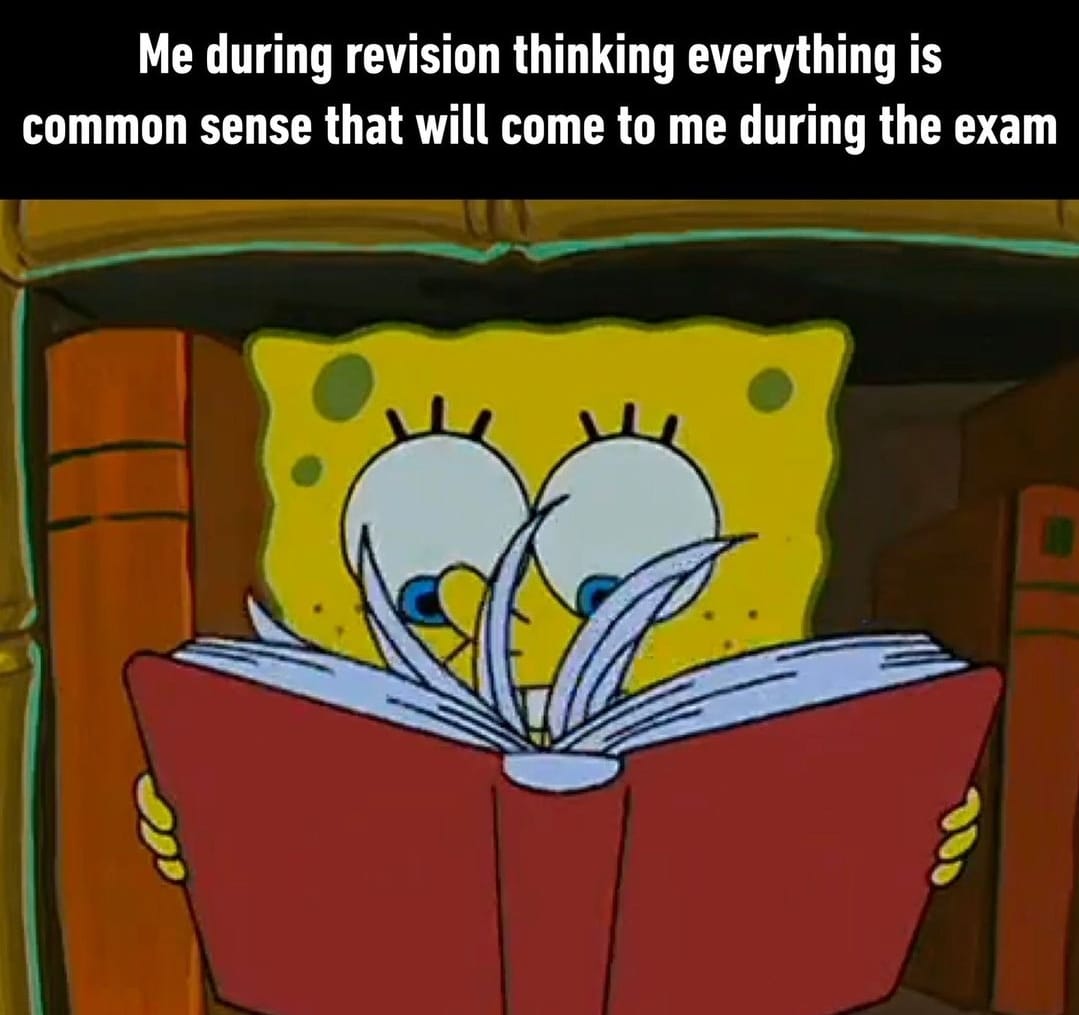 Me during revision thinking everything is
common sense that will come to me during the exam